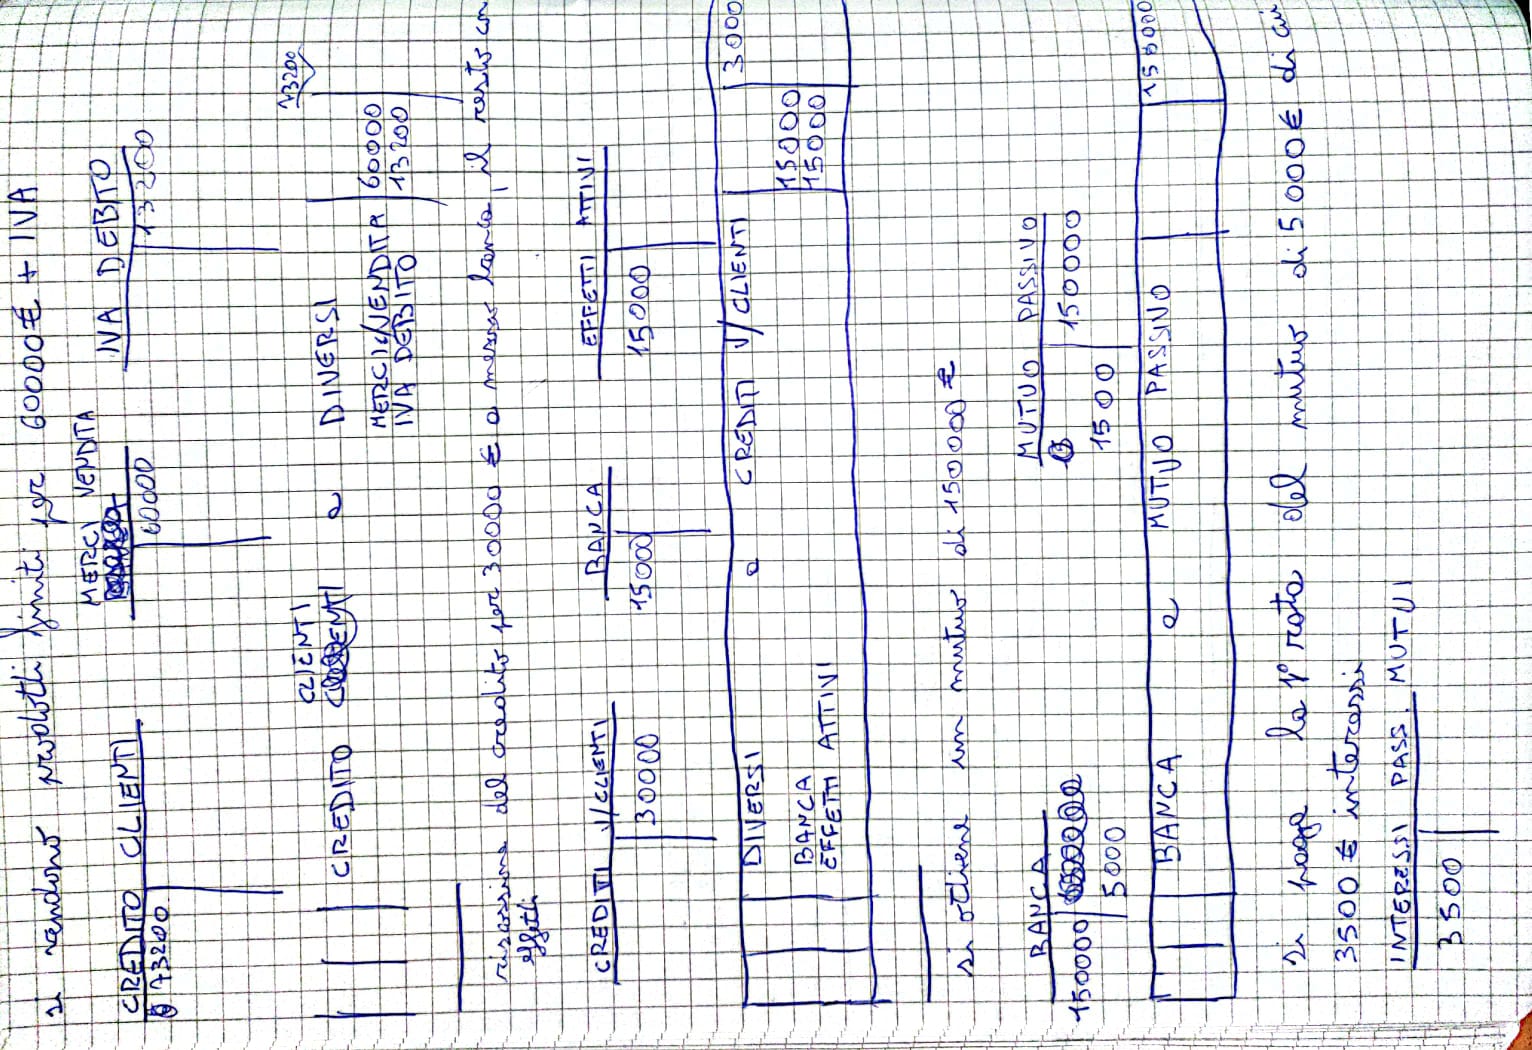 si vendono prodotti finiti per 60000€ + IVA
MERCI VENDITA
CREDITO CLIENTI IVA DEBITO
73200 60000 13200
CLIENTI 73200
CREDITO a DIVERSI
MERCI C/VENDITA 60000
IVA DEBITO 13200
riscossione del credito per 30000 € a mezzo banca, il resto con
effetti
CREDITI V/CLIENTI BANCA EFFETTI ATTIVI
30000 15000 15000
DIVERSI a CREDITI V/CLIENTI 3000
BANCA 15000
EFFETTI ATTIVI 15000
si ottiene un mutuo di 150000 €
BANCA MUTUO PASSIVO
150000 150000
5000 1500
BANCA a MUTUO PASSIVO 150000
si paga la 1° rata del mutuo di 5000€ di cui
3500 € interessi
INTERESSI PASS. MUTUI
3500